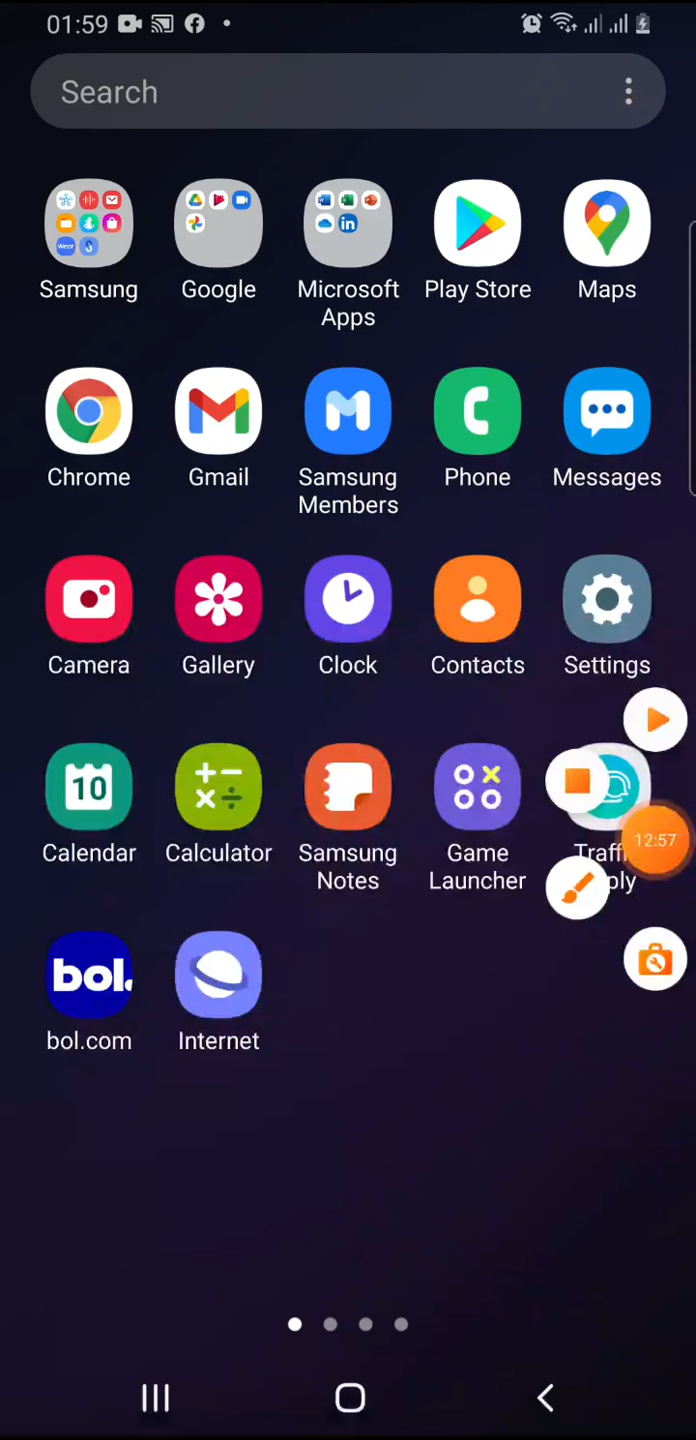 01:59
Search
Samsung
Google
Microsoft Apps
Play Store
Maps
Chrome
Gmail
Samsung Members
Phone
Messages
Camera
Gallery
Clock
Contacts
Settings
10
Calendar
Calculator
Samsung Notes
Game Launcher
12:57
bol.
bol.com
Internet